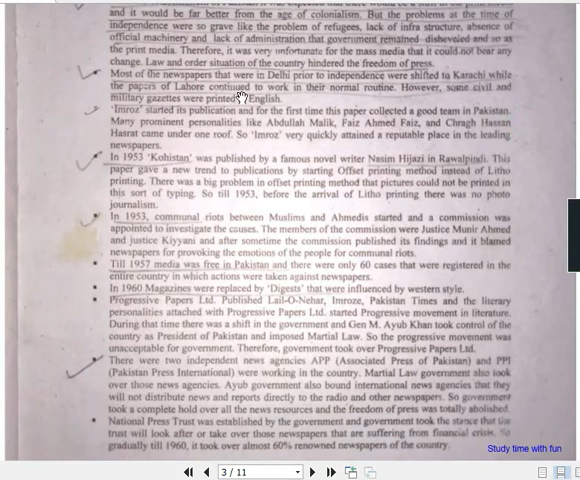 and it would be far better from the age of colonialism. But the problems at the time of
independence were so grave like the problem of refugees, lack of infra structure, absence of
official machinery and lack of administration that government remained disheveled and so as
the print media. Therefore, it was very unfortunate for the mass media that it could not bear any
change. Law and order situation of the country hindered the freedom of press.
Most of the newspapers that were in Delhi prior to independence were shifted to Karachi while
the papers of Lahore continued to work in their normal routine. However, some civil and
military gazettes were printed English.
'Imroz' started its publication and for the first time this paper collected a good team in Pakistan.
Many prominent personalities like Abdullah Malik, Faiz Ahmed Faiz, and Chragh Hassan
Hasrat came under one roof. So 'Imroz' very quickly attained a reputable place in the leading
newspapers.
In 1953 'Kohistan' was published by a famous novel writer Nasim Hijazi in Rawalpindi. This
paper gave a new trend to publications by starting Offset printing method instead of Litho
printing. There was a big problem in offset printing method that pictures could not be printed in
this sort of typing. So till 1953, before the arrival of Litho printing there was no photo
journalism.
• In 1953, communal riots between Muslims and Ahmedis started and a commission was
appointed to investigate the causes. The members of the commission were Justice Munir Ahmed
and justice Kiyyani and after sometime the commission published its findings and it blamed
newspapers for provoking the emotions of the people for communal riots.
• Till 1957 media was free in Pakistan and there were only 60 cases that were registered in the
entire country in which actions were taken against newspapers.
• In 1960 Magazines were replaced by 'Digests' that were influenced by western style.
• Progressive Papers Ltd. Published Lail-O-Nehar, Imroze, Pakistan Times and the literary
personalities attached with Progressive Papers Ltd. started Progressive movement in literature.
During that time there was a shift in the government and Gen M. Ayub Khan took control of the
country as President of Pakistan and imposed Martial Law. So the progressive movement was
unacceptable for government. Therefore, government took over Progressive Papers Ltd.
• There were two independent news agencies APP (Associated Press of Pakistan) and PPI
(Pakistan Press International) were working in the country. Martial Law government also took
over those news agencies. Ayub government also bound international news agencies that they
will not distribute news and reports directly to the radio and other newspapers. So government
took a complete hold over all the news resources and the freedom of press was totally abolished.
• National Press Trust was established by the government and government took the stance that the
trust will look after or take over those newspapers that are suffering from financial crisis. So
gradually till 1960, it took over almost 60% renowned newspapers of the country.
Study time with fun
3 / 11